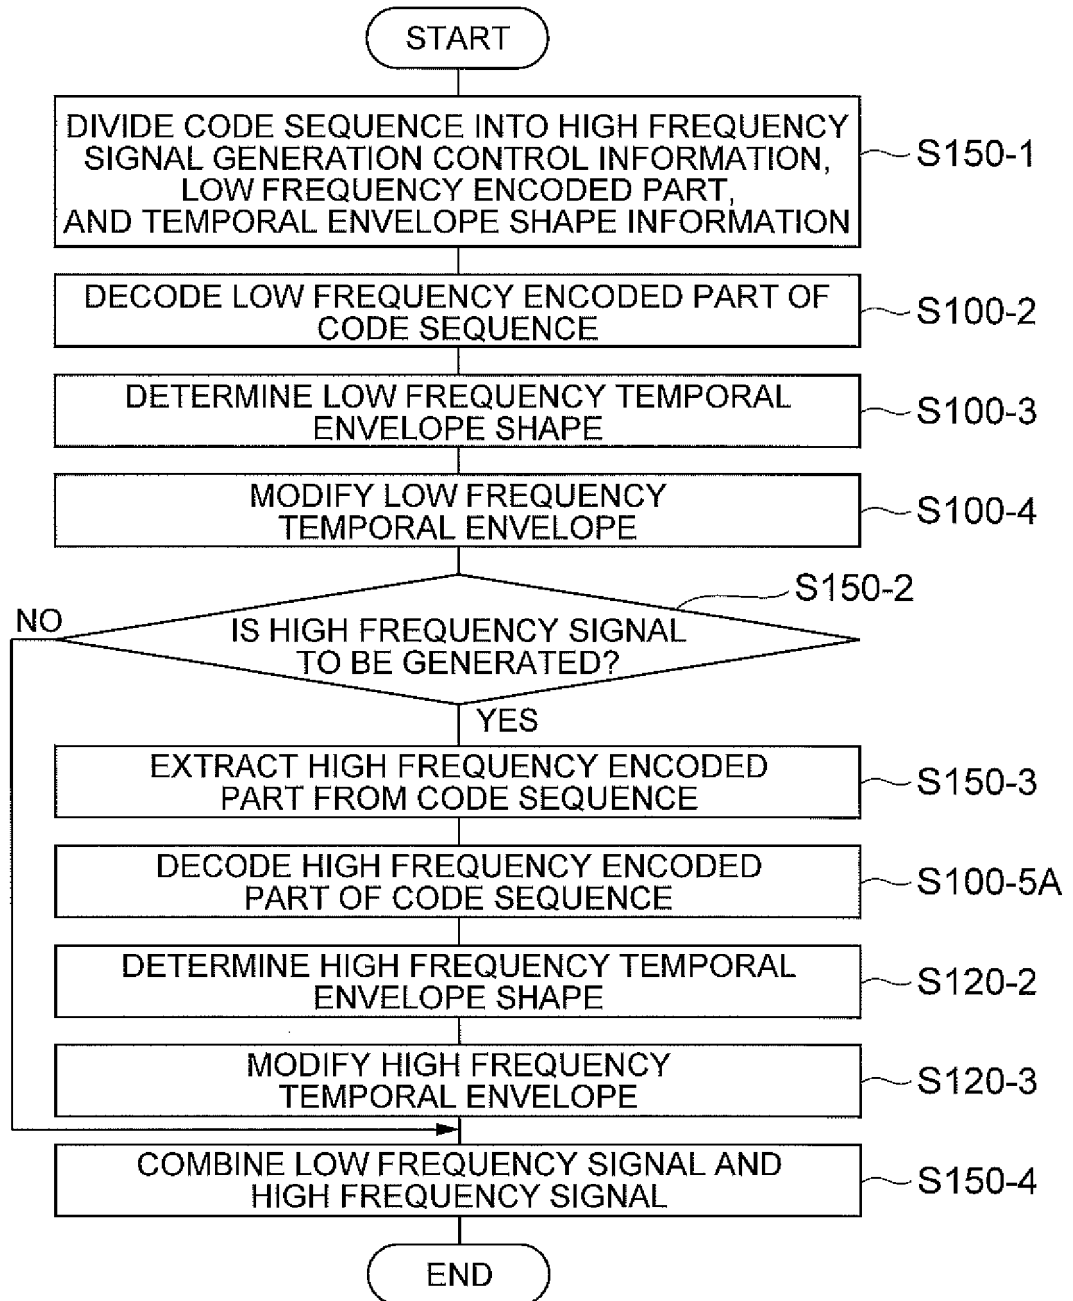 START
DIVIDE CODE SEQUENCE INTO HIGH FREQUENCY
SIGNAL GENERATION CONTROL INFORMATION,
LOW FREQUENCY ENCODED PART,
AND TEMPORAL ENVELOPE SHAPE INFORMATION
S150-1
DECODE LOW FREQUENCY ENCODED PART OF
CODE SEQUENCE
S100-2
DETERMINE LOW FREQUENCY TEMPORAL
ENVELOPE SHAPE
S100-3
MODIFY LOW FREQUENCY
TEMPORAL ENVELOPE
S100-4
S150-2
NO
IS HIGH FREQUENCY SIGNAL
TO BE GENERATED?
YES
EXTRACT HIGH FREQUENCY ENCODED
PART FROM CODE SEQUENCE
S150-3
DECODE HIGH FREQUENCY ENCODED
PART OF CODE SEQUENCE
S100-5A
DETERMINE HIGH FREQUENCY TEMPORAL
ENVELOPE SHAPE
S120-2
MODIFY HIGH FREQUENCY
TEMPORAL ENVELOPE
S120-3
COMBINE LOW FREQUENCY SIGNAL AND
HIGH FREQUENCY SIGNAL
S150-4
END